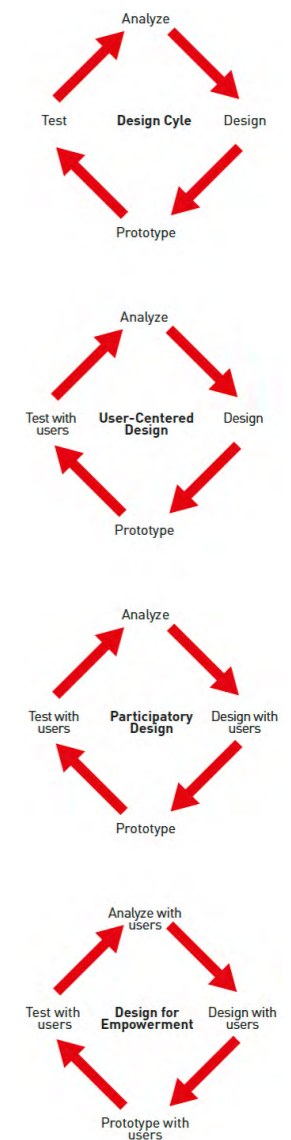 Analyze
Test
Design Cyle
Design
Prototype
Analyze
Test with
users
User-Centered
Design
Design
Prototype
Analyze
Test with
users
Participatory
Design
Design with
users
Prototype
Analyze with
users
Test with
users
Design for
Empowerment
Design with
users
Prototype with
users